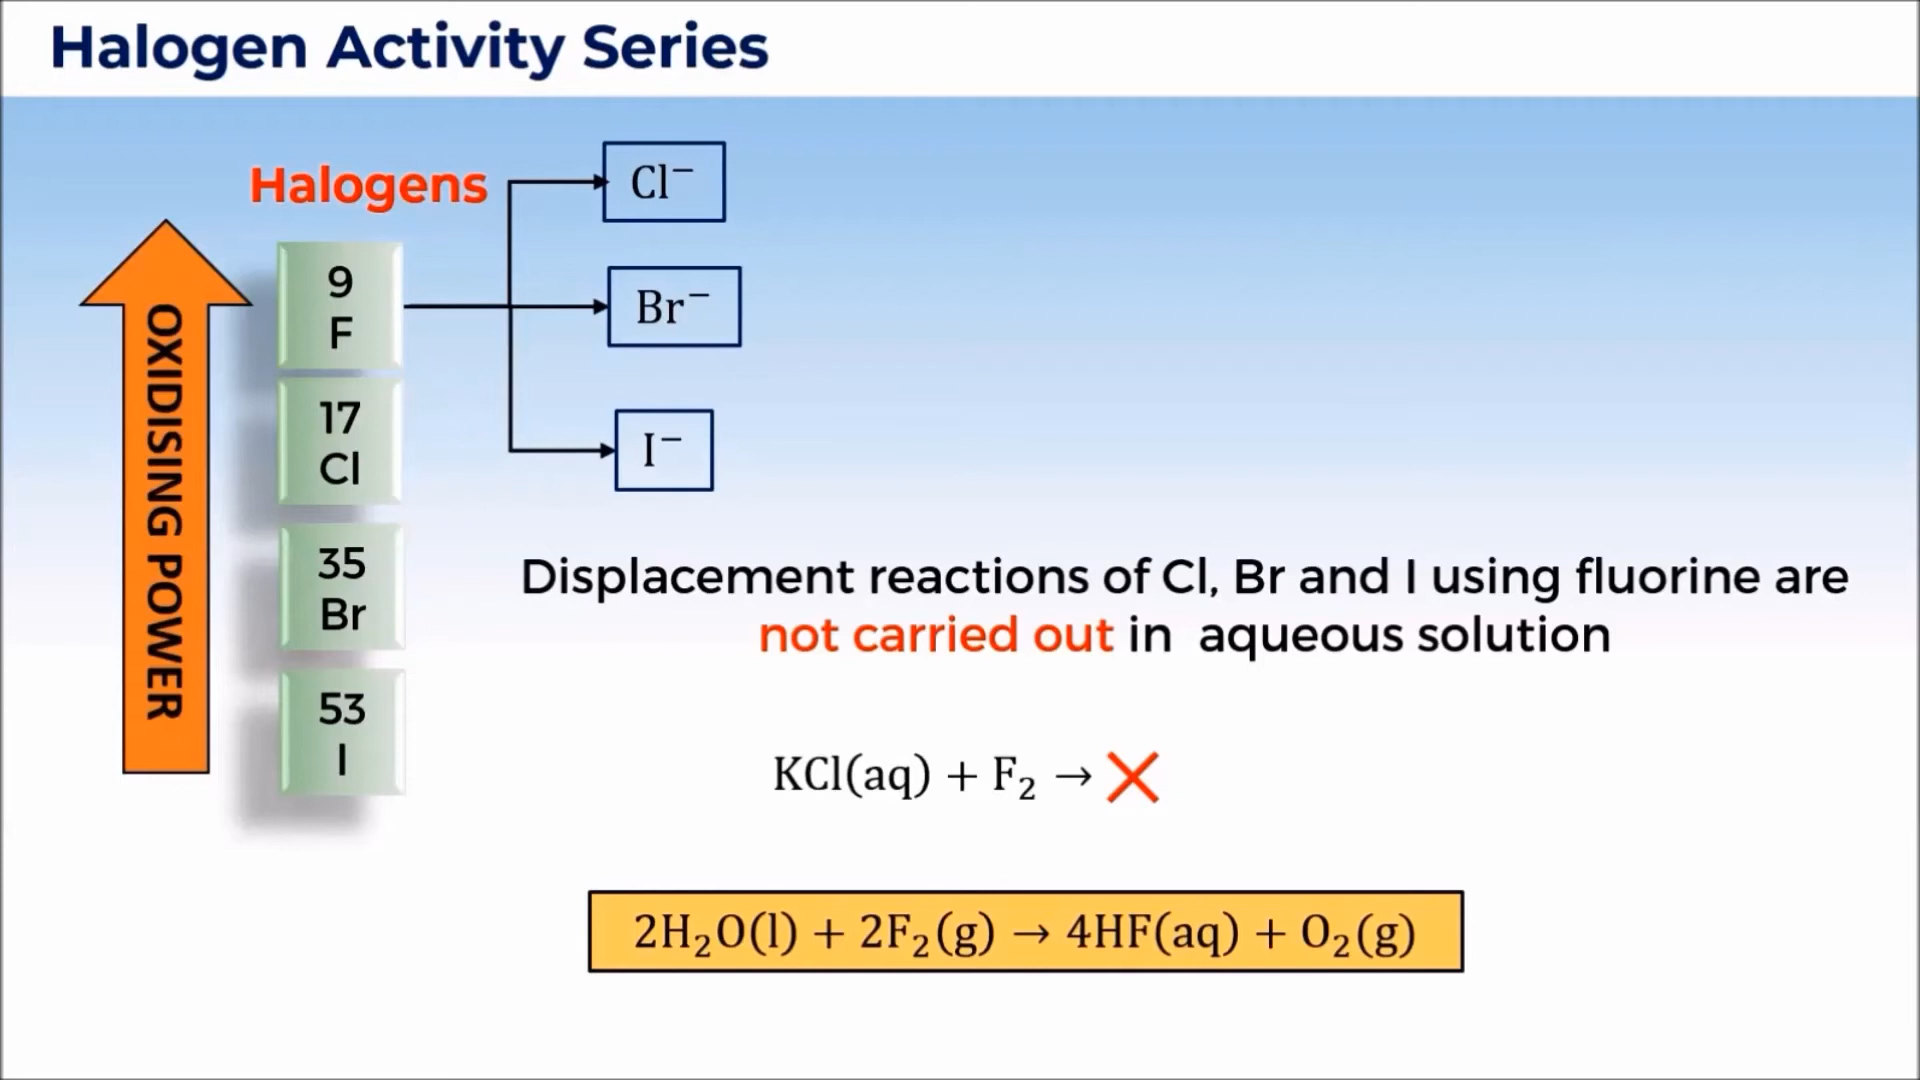 Halogen Activity Series
Halogens
OXIDISING POWER
9
F
17
Cl
35
Br
53
I
Cl⁻
Br⁻
I⁻
Displacement reactions of Cl, Br and I using fluorine are
not carried out in aqueous solution
KCl(aq) + F₂ → ❌
2H₂O(l) + 2F₂(g) → 4HF(aq) + O₂(g)